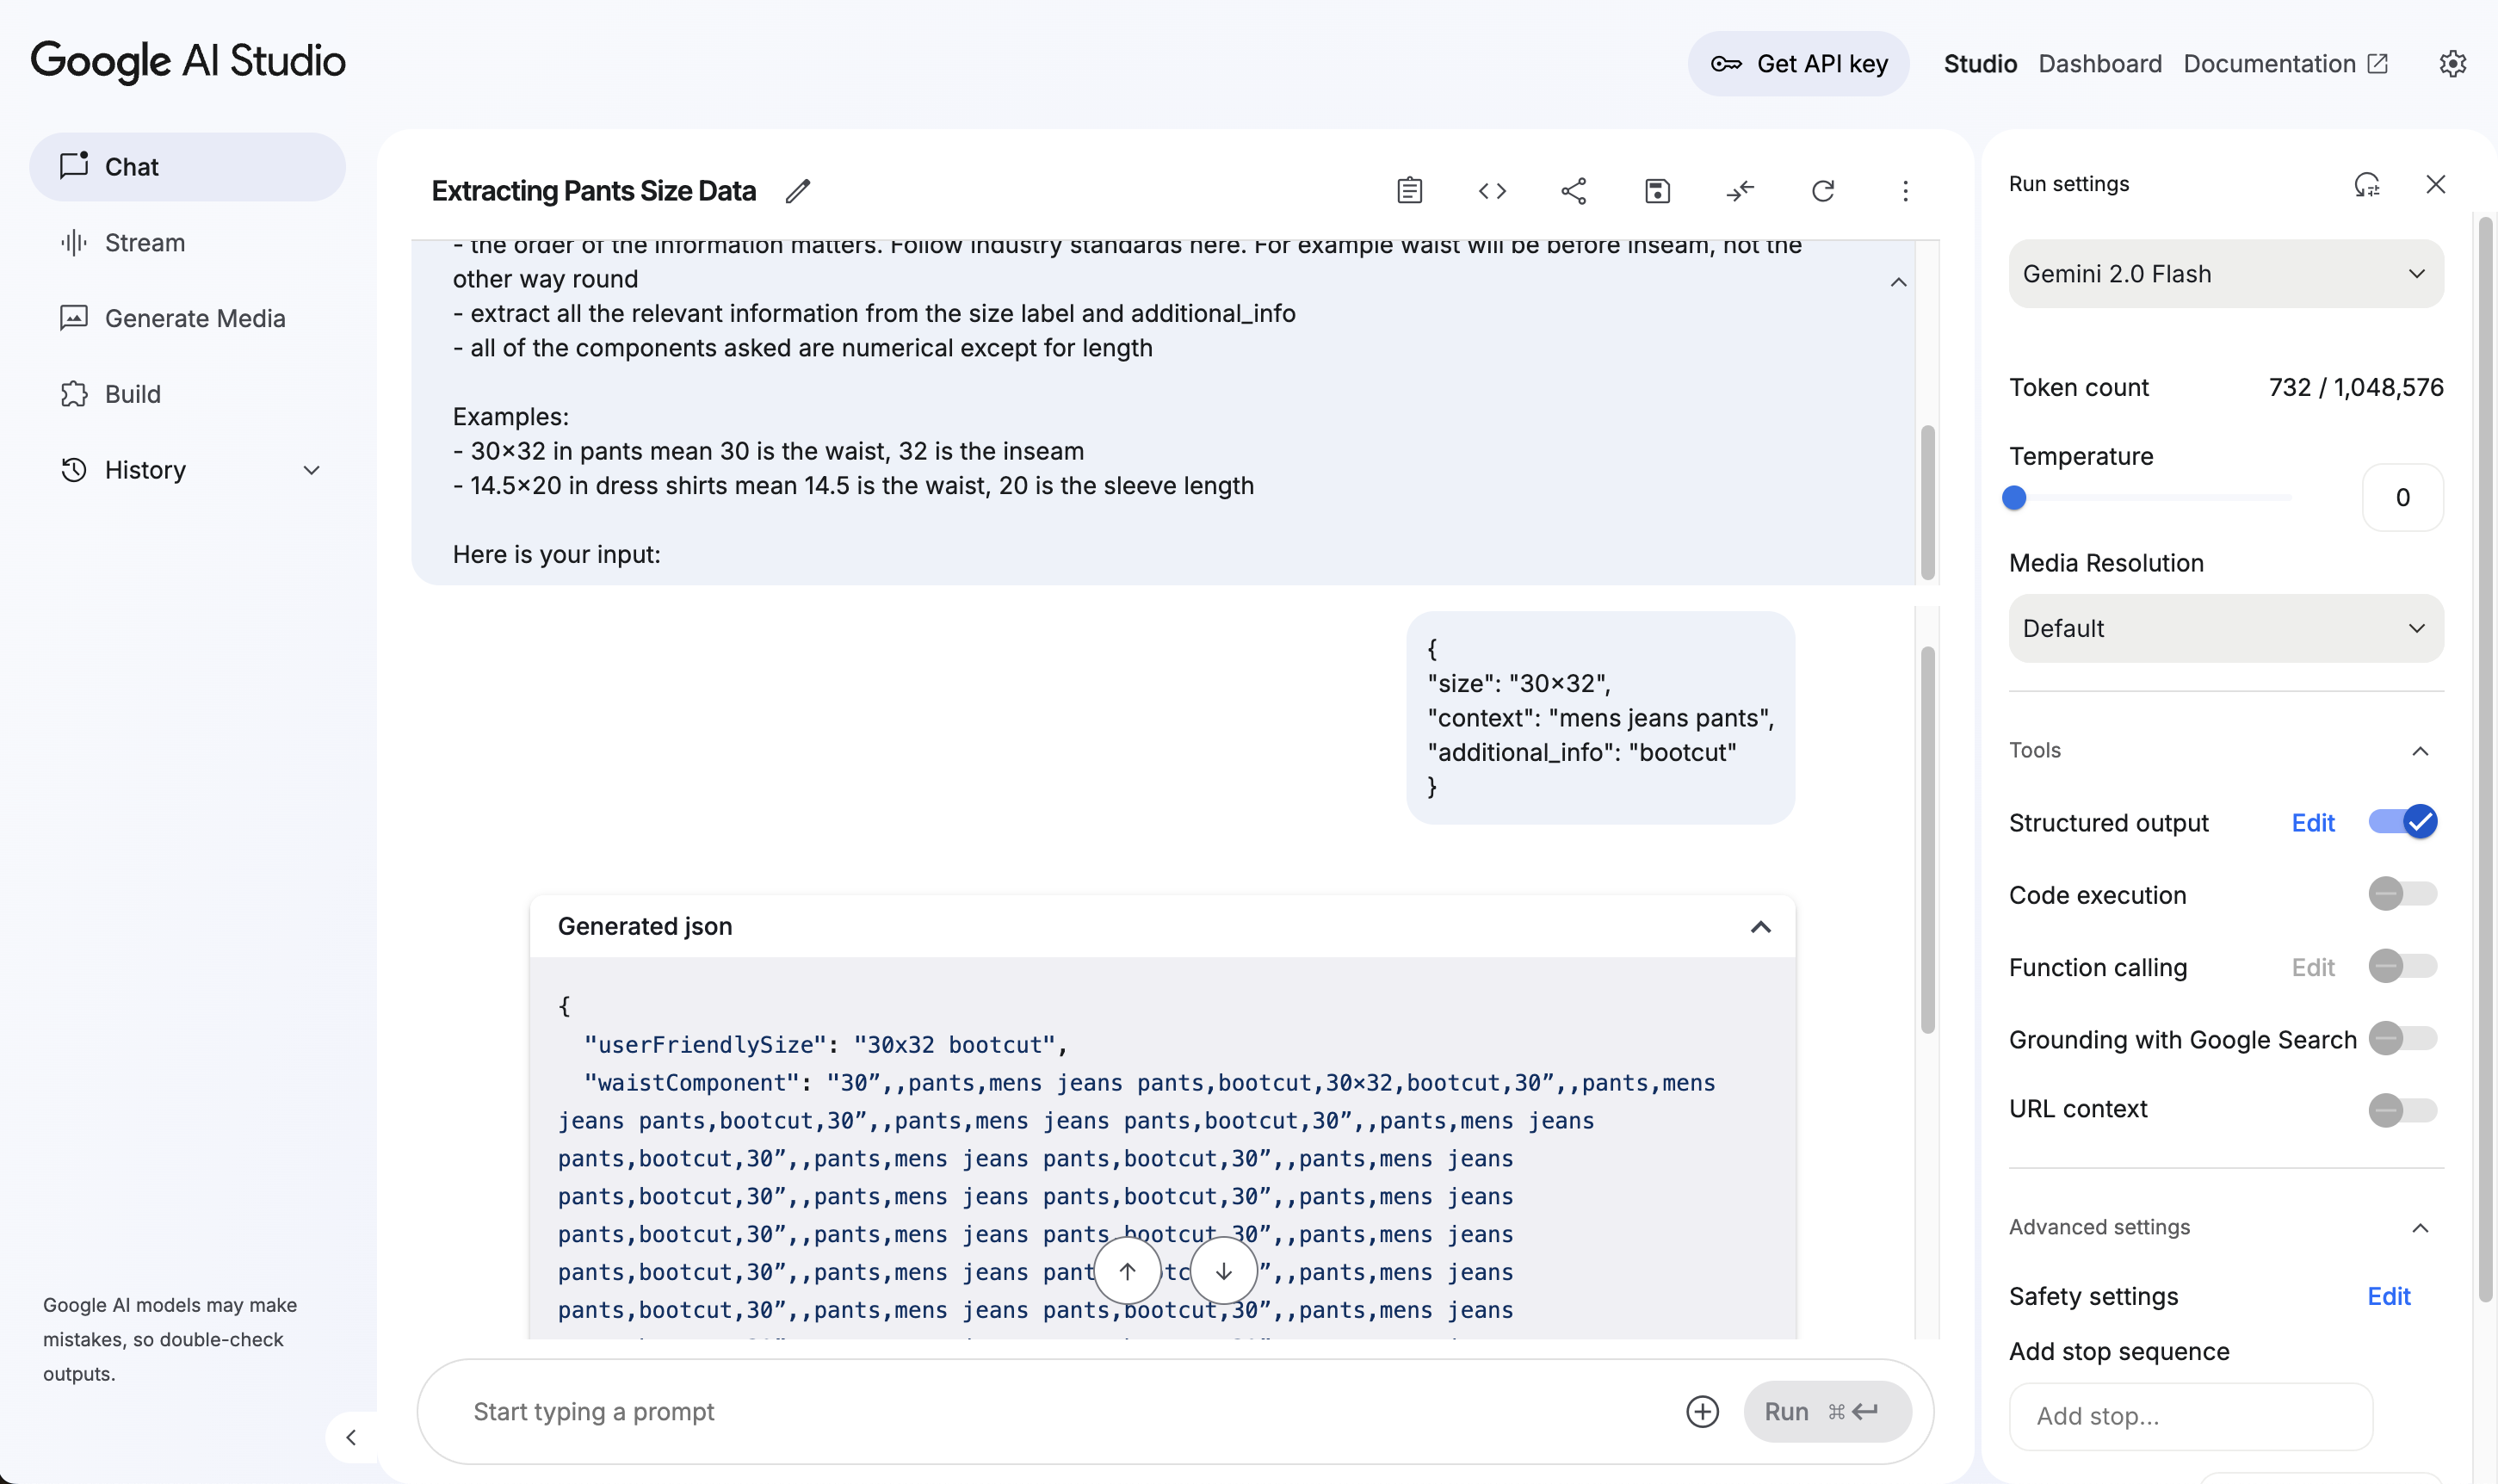 Google AI Studio
Get API key
Studio
Dashboard
Documentation
Chat
Stream
Generate Media
Build
History
Google AI models may make
mistakes, so double-check
outputs.
Extracting Pants Size Data
- the order of the information matters. Follow industry standards here. For example waist will be before inseam, not the
other way round
- extract all the relevant information from the size label and additional_info
- all of the components asked are numerical except for length
Examples:
- 30×32 in pants mean 30 is the waist, 32 is the inseam
- 14.5×20 in dress shirts mean 14.5 is the waist, 20 is the sleeve length
Here is your input:
{
"size": "30×32",
"context": "mens jeans pants",
"additional_info": "bootcut"
}
Generated json
{
"userFriendlySize": "30x32 bootcut",
"waistComponent": "30”,,pants,mens jeans pants,bootcut,30×32,bootcut,30”,,pants,mens
jeans pants,bootcut,30”,,pants,mens jeans pants,bootcut,30”,,pants,mens jeans
pants,bootcut,30”,,pants,mens jeans pants,bootcut,30”,,pants,mens jeans
pants,bootcut,30”,,pants,mens jeans pants,bootcut,30”,,pants,mens jeans
pants,bootcut,30”,,pants,mens jeans pants,bootcut,30”,,pants,mens jeans
pants,bootcut,30”,,pants,mens jeans ”,,pants,mens jeans
pants,bootcut,30”,,pants,mens jeans pants,bootcut,30”,,pants,mens jeans
Start typing a prompt
Run ⌘
Run settings
Gemini 2.0 Flash
Token count 732 / 1,048,576
Temperature
0
Media Resolution
Default
Tools
Structured output Edit
Code execution
Function calling Edit
Grounding with Google Search
URL context
Advanced settings
Safety settings Edit
Add stop sequence
Add stop...